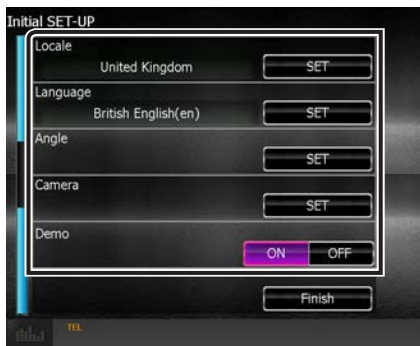 Initial SET-UP
Locale
United Kingdom SET
Language
British English(en) SET
Angle
SET
Camera
SET
Demo
ON OFF
Finish
TEL